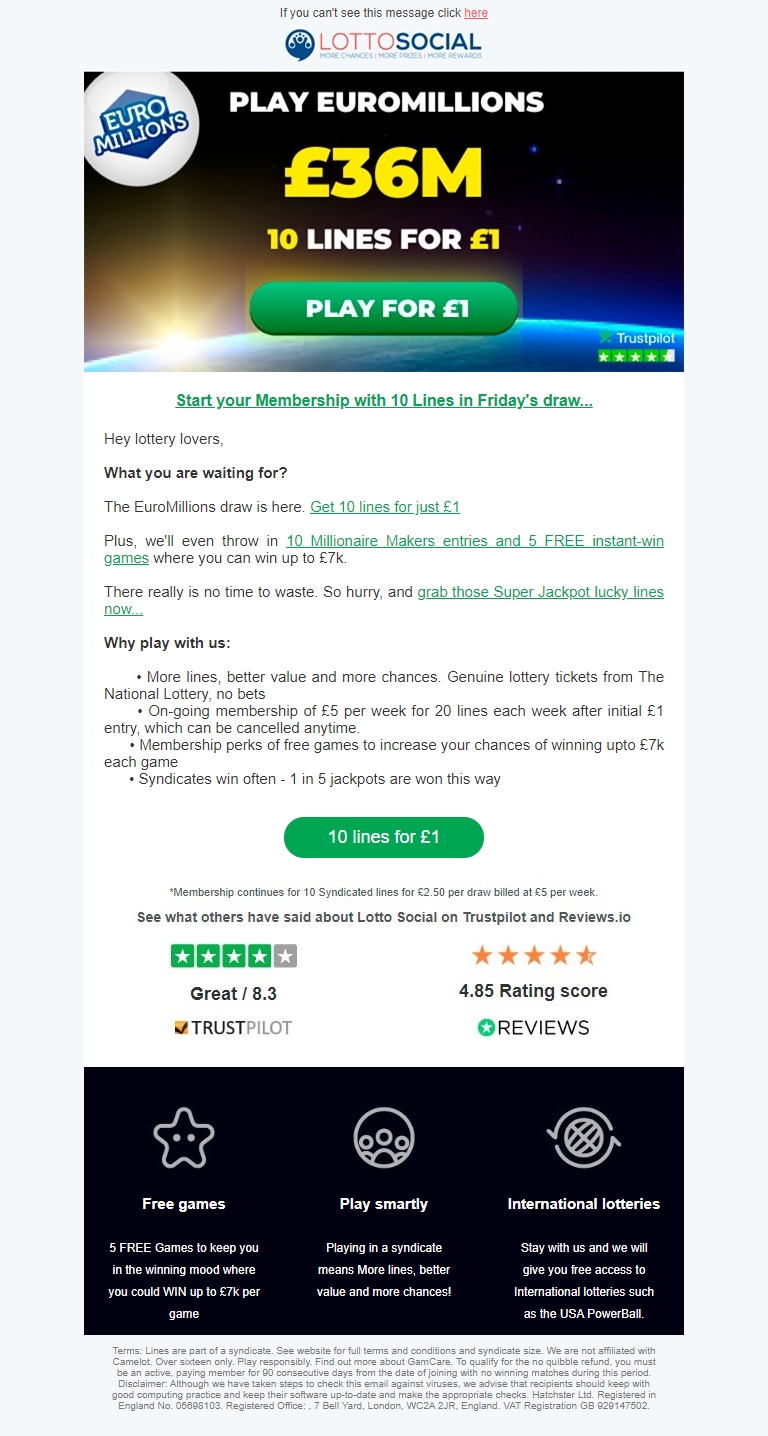 If you can't see this message click here
LOTTOSOCIAL
MORE CHANCES | MORE PRIZES | MORE REWARDS
EURO
MILLIONS
PLAY EUROMILLIONS
£36M
10 LINES FOR £1
PLAY FOR £1
Trustpilot
Start your Membership with 10 Lines in Friday's draw...
Hey lottery lovers,
What you are waiting for?
The EuroMillions draw is here. Get 10 lines for just £1
Plus, we'll even throw in 10 Millionaire Makers entries and 5 FREE instant-win
games where you can win up to £7k.
There really is no time to waste. So hurry, and grab those Super Jackpot lucky lines
now...
Why play with us:
• More lines, better value and more chances. Genuine lottery tickets from The
National Lottery, no bets
• On-going membership of £5 per week for 20 lines each week after initial £1
entry, which can be cancelled anytime.
• Membership perks of free games to increase your chances of winning upto £7k
each game
• Syndicates win often - 1 in 5 jackpots are won this way
10 lines for £1
*Membership continues for 10 Syndicated lines for £2.50 per draw billed at £5 per week.
See what others have said about Lotto Social on Trustpilot and Reviews.io
Great / 8.3
TRUSTPILOT
4.85 Rating score
REVIEWS
Free games
5 FREE Games to keep you
in the winning mood where
you could WIN up to £7k per
game
Play smartly
Playing in a syndicate
means More lines, better
value and more chances!
International lotteries
Stay with us and we will
give you free access to
International lotteries such
as the USA PowerBall.
Terms: Lines are part of a syndicate. See website for full terms and conditions and syndicate size. We are not affiliated with
Camelot. Over sixteen only. Play responsibly. Find out more about GamCare. To qualify for the no quibble refund, you must
be an active, paying member for 90 consecutive days from the date of joining with no winning matches during this period.
Disclaimer: Although we have taken steps to check this email against viruses, we advise that recipients should keep with
good computing practice and keep their software up-to-date and make the appropriate checks. Hatchster Ltd. Registered in
England No. 05698103. Registered Office: , 7 Bell Yard, London, WC2A 2JR, England. VAT Registration GB 929147502.